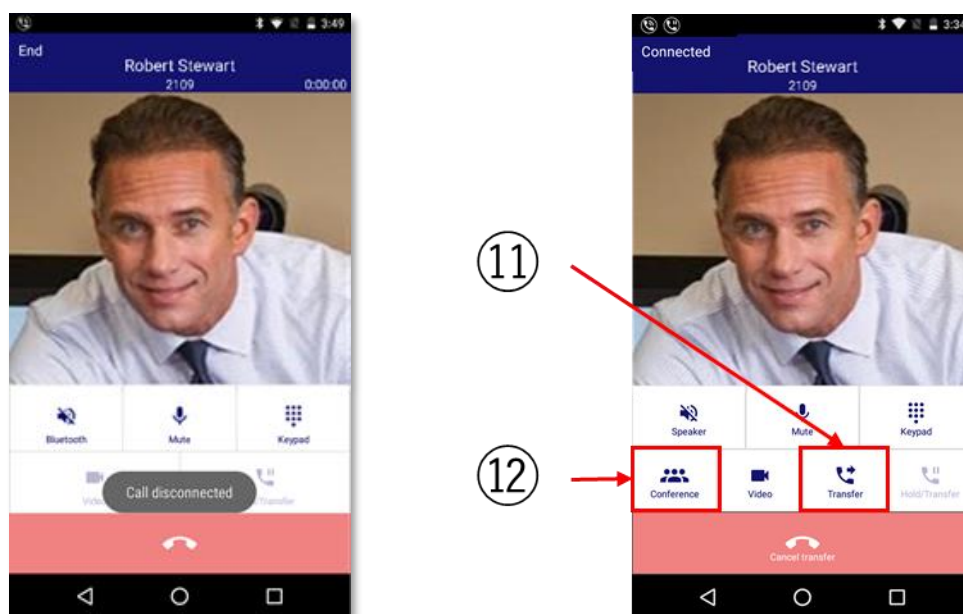 3:49
End
Robert Stewart
2109
0:00:00
Bluetooth
Mute
Keypad
Call disconnected
3:34
Connected
Robert Stewart
2109
Speaker
Mute
Keypad
Conference
Video
Transfer
Hold/Transfer
Cancel transfer
⑪
⑫